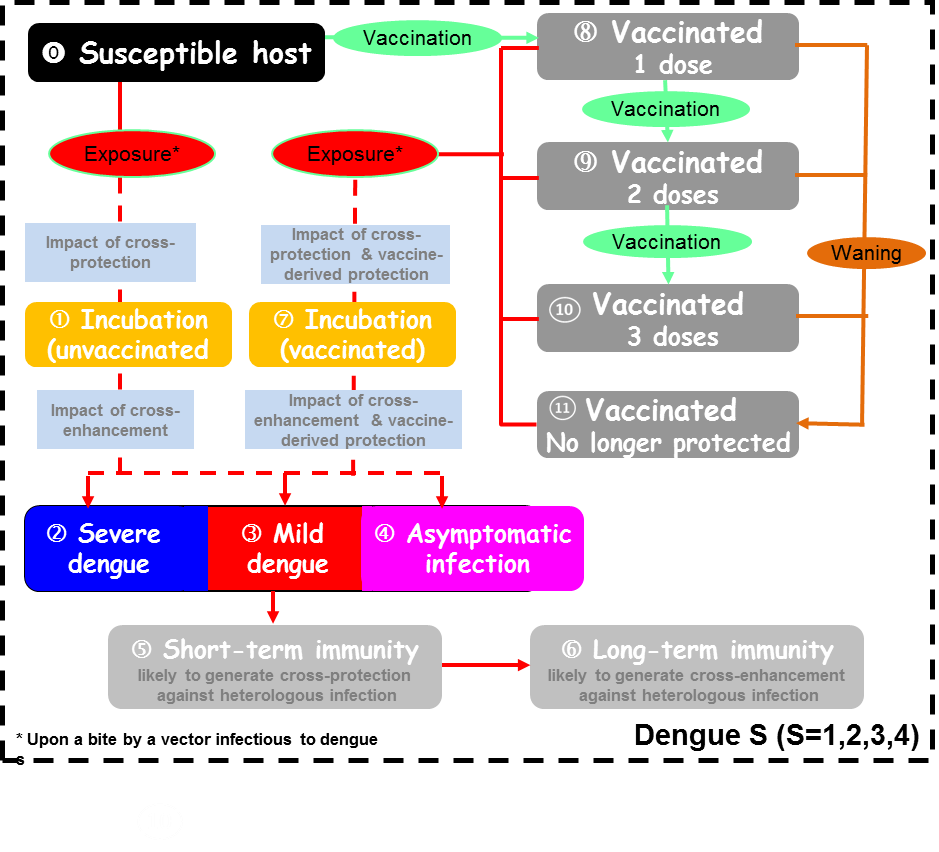 ⓿ Susceptible host
Vaccination
⑧ Vaccinated
1 dose
Vaccination
Exposure*
Exposure*
⑨ Vaccinated
2 doses
Vaccination
Waning
Impact of cross-
protection
Impact of cross-
protection & vaccine-
derived protection
① Incubation
(unvaccinated
⑦ Incubation
(vaccinated)
⑩ Vaccinated
3 doses
Impact of cross-
enhancement
Impact of cross-
enhancement & vaccine-
derived protection
⑪ Vaccinated
No longer protected
② Severe
dengue
③ Mild
dengue
④ Asymptomatic
infection
⑤ Short-term immunity
likely to generate cross-protection
against heterologous infection
⑥ Long-term immunity
likely to generate cross-enhancement
against heterologous infection
* Upon a bite by a vector infectious to dengue
s
Dengue S (S=1,2,3,4)